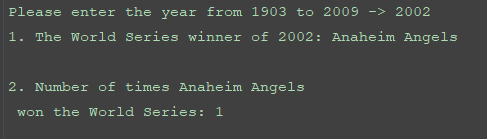 Please enter the year from 1903 to 2009 -> 2002
1. The World Series winner of 2002: Anaheim Angels
2. Number of times Anaheim Angels
won the World Series: 1